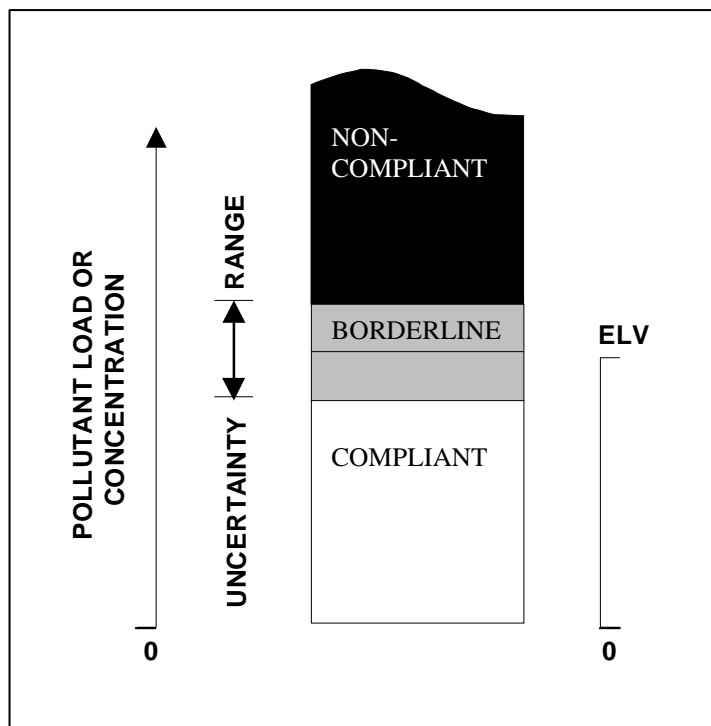 NON-
COMPLIANT
BORDERLINE
COMPLIANT
POLLUTANT LOAD OR
CONCENTRATION
UNCERTAINTY RANGE
ELV
0
0